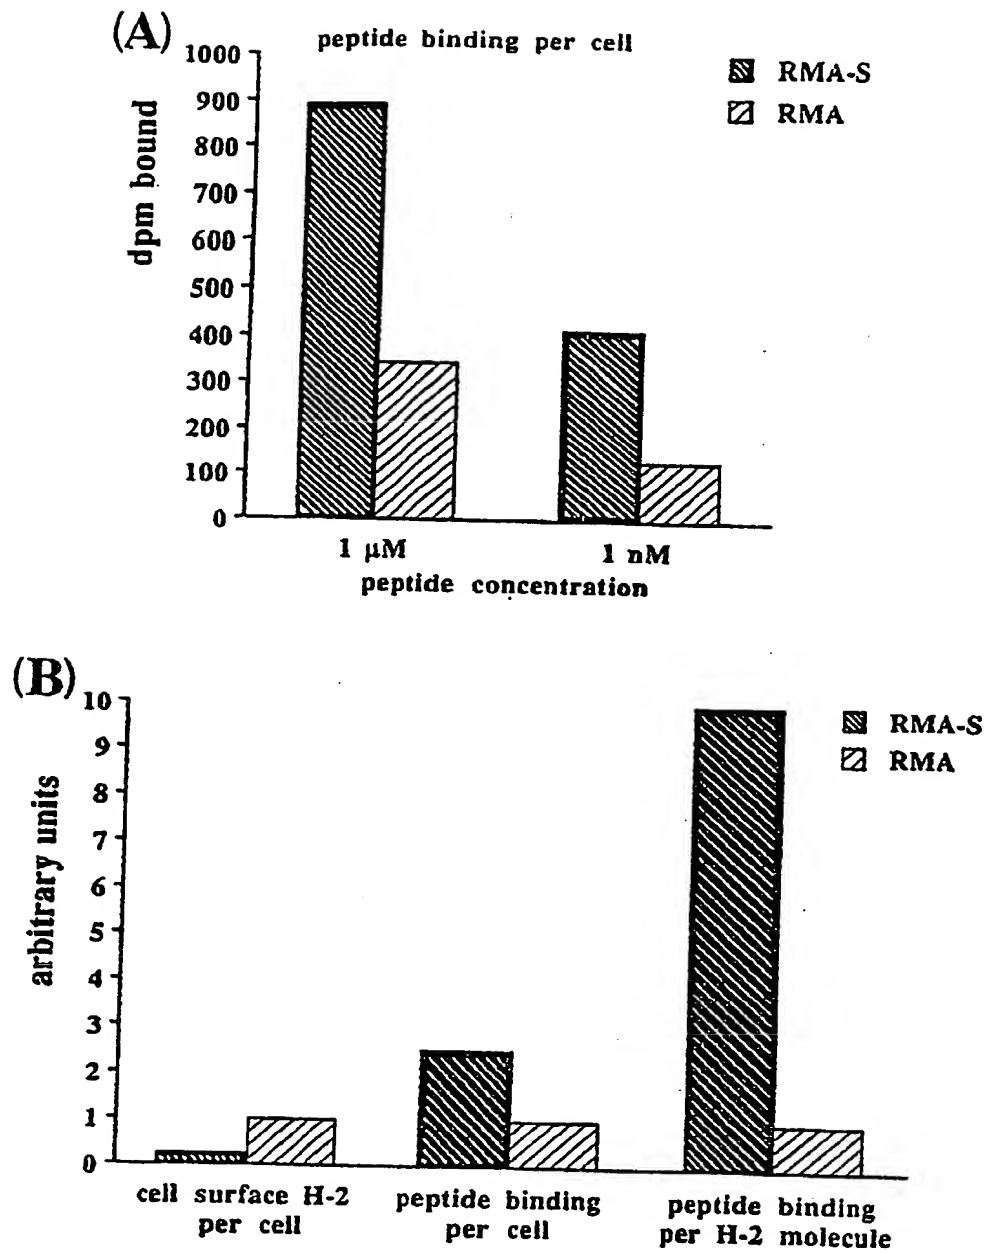 (A)
peptide binding per cell
1000
900
800
700
600
500
400
300
200
100
0
dpm bound
RMA-S
RMA
1 μM
1 nM
peptide concentration
(B)
10
9
8
7
6
5
4
3
2
1
0
arbitrary units
RMA-S
RMA
cell surface H-2
per cell
peptide binding
per cell
peptide binding
per H-2 molecule